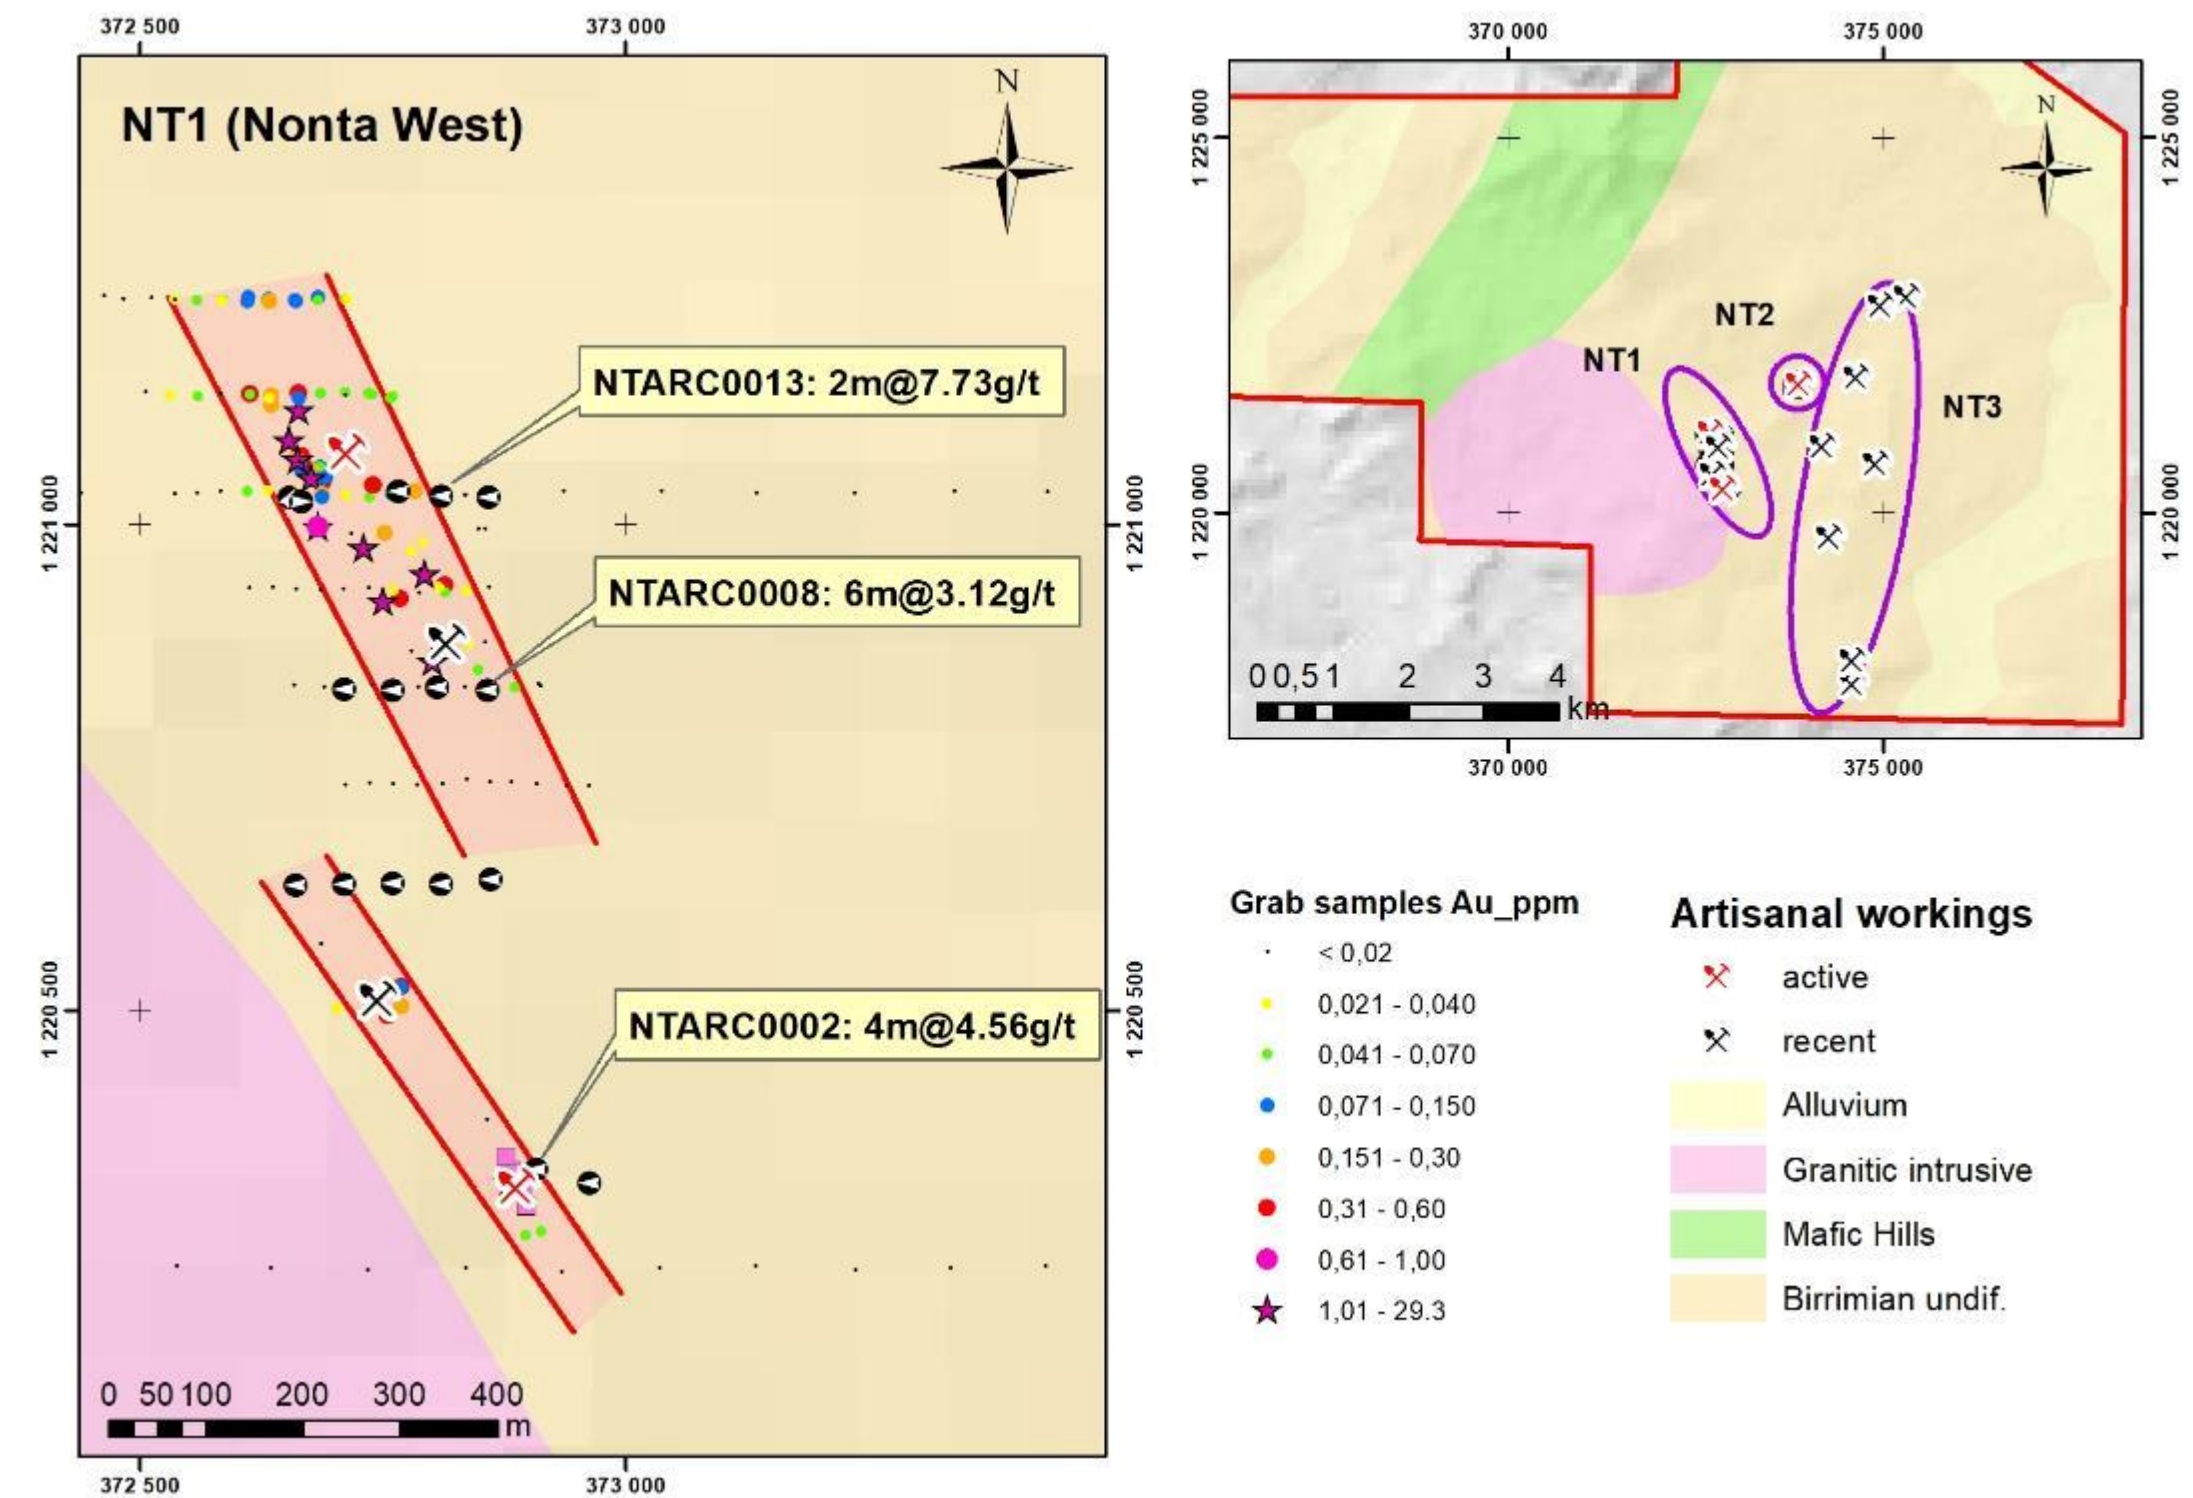 372 500 373 000
NT1 (Nonta West)
N
NTARC0013: 2m@7.73g/t
1 221 000 1 221 000
NTARC0008: 6m@3.12g/t
1 220 500 1 220 500
NTARC0002: 4m@4.56g/t
0 50 100 200 300 400
m
372 500 373 000
370 000 375 000
1 225 000 1 225 000
N
NT2
NT1
NT3
1 220 000 1 220 000
0 0,5 1 2 3 4
km
370 000 375 000
Grab samples Au_ppm
< 0,02
0,021 - 0,040
0,041 - 0,070
0,071 - 0,150
0,151 - 0,30
0,31 - 0,60
0,61 - 1,00
1,01 - 29.3
Artisanal workings
active
recent
Alluvium
Granitic intrusive
Mafic Hills
Birrimian undif.